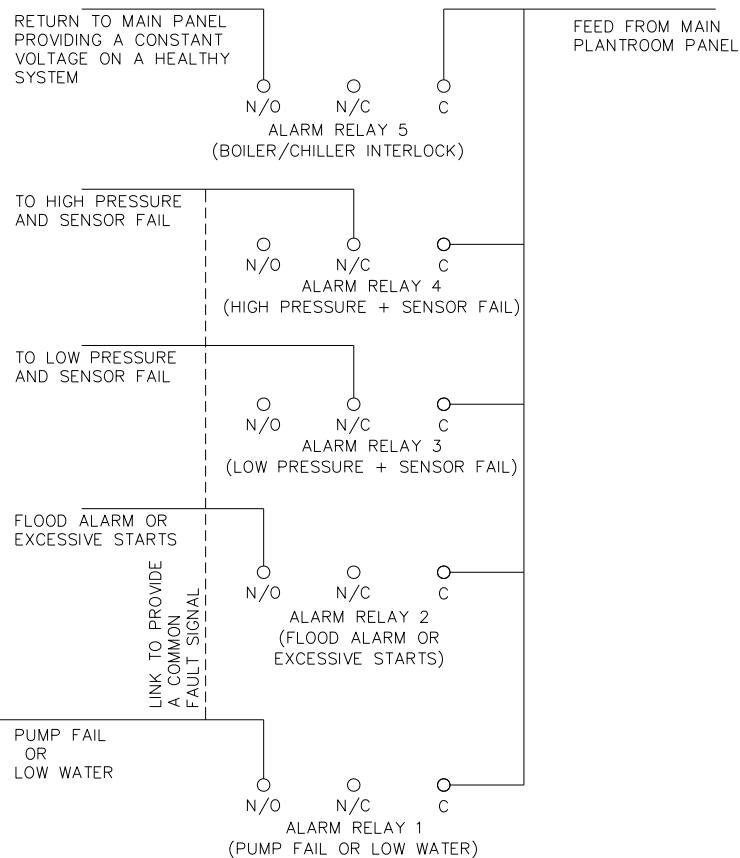 RETURN TO MAIN PANEL
PROVIDING A CONSTANT
VOLTAGE ON A HEALTHY
SYSTEM
FEED FROM MAIN
PLANTROOM PANEL
N/O N/C C
ALARM RELAY 5
(BOILER/CHILLER INTERLOCK)
TO HIGH PRESSURE
AND SENSOR FAIL
N/O N/C C
ALARM RELAY 4
(HIGH PRESSURE + SENSOR FAIL)
TO LOW PRESSURE
AND SENSOR FAIL
N/O N/C C
ALARM RELAY 3
(LOW PRESSURE + SENSOR FAIL)
FLOOD ALARM OR
EXCESSIVE STARTS
N/O N/C C
ALARM RELAY 2
(FLOOD ALARM OR
EXCESSIVE STARTS)
LINK TO PROVIDE
A COMMON
FAULT SIGNAL
PUMP FAIL
OR
LOW WATER
N/O N/C C
ALARM RELAY 1
(PUMP FAIL OR LOW WATER)